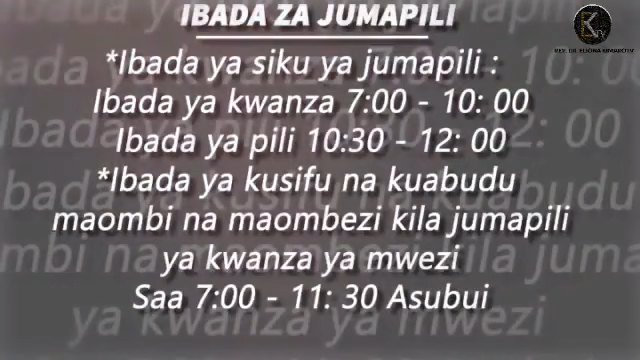 IBADA ZA JUMAPILI
*Ibada ya siku ya jumapili :
Ibada ya kwanza 7:00 - 10: 00
Ibada ya pili 10:30 - 12: 00
*Ibada ya kusifu na kuabudu
maombi na maombezi kila jumapili
ya kwanza ya mwezi
Saa 7:00 - 11: 30 Asubui